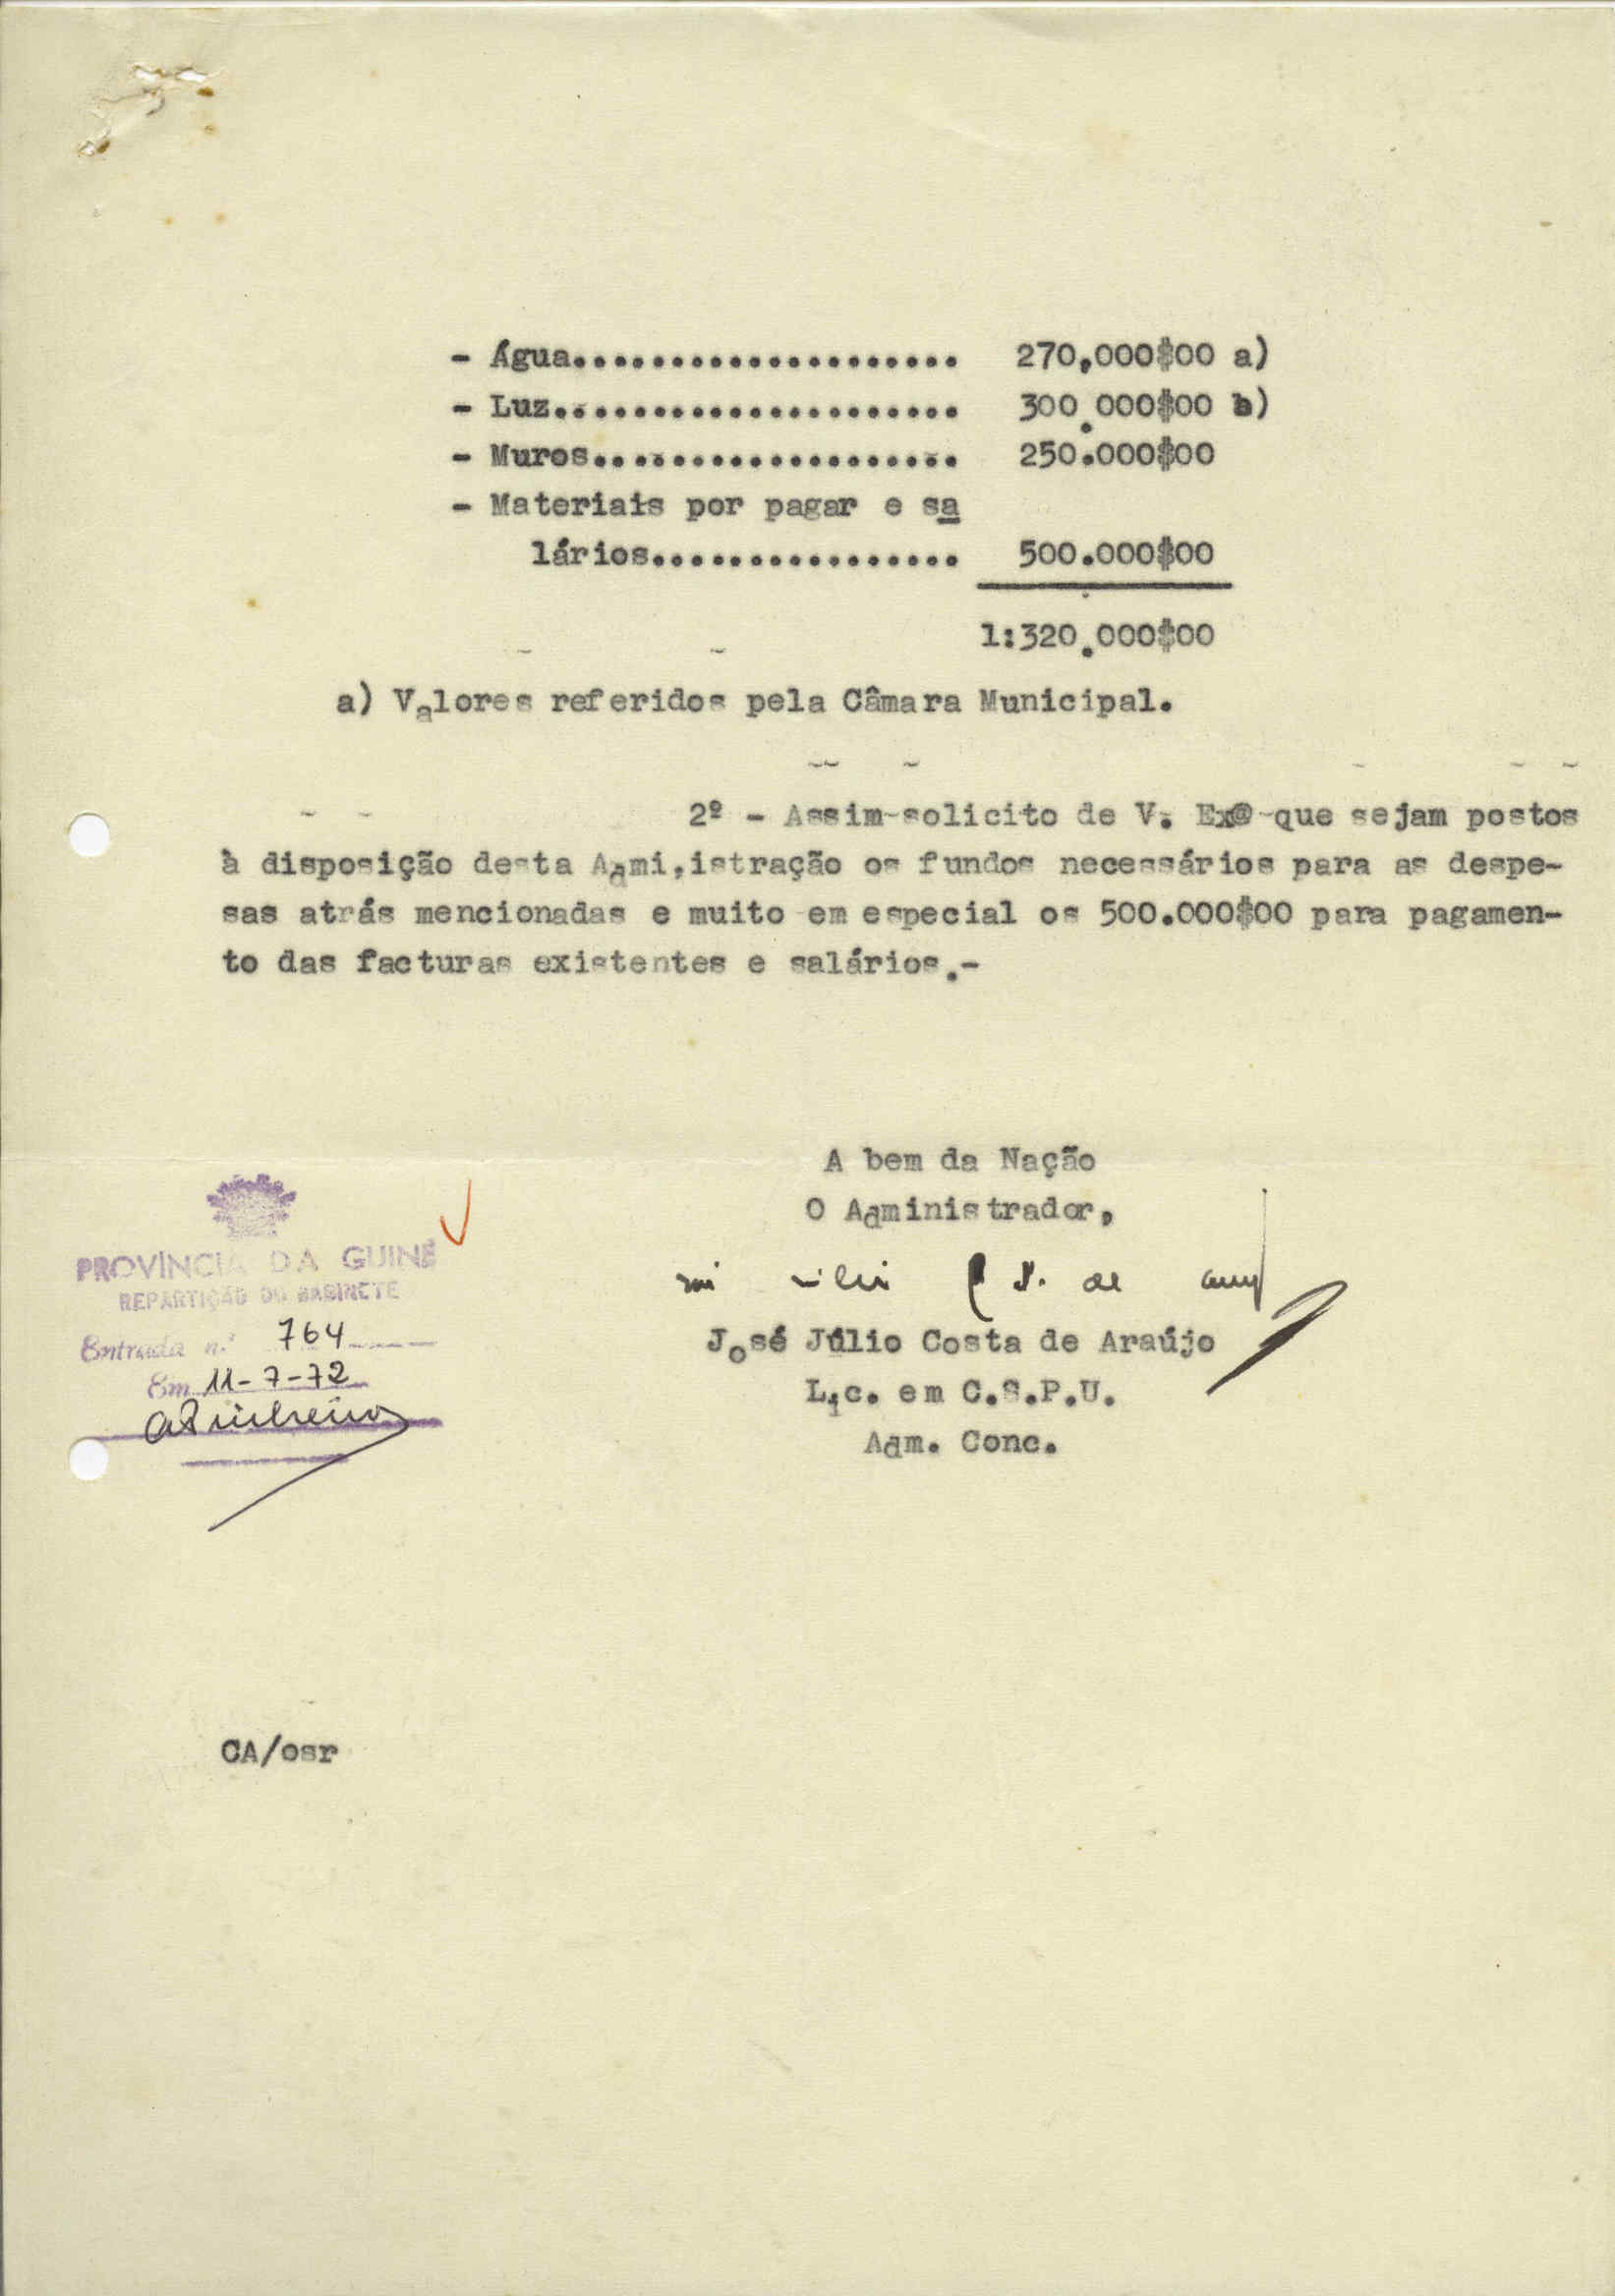 - Água.................... 270.000$00 a)
- Luz..................... 300.000$00 b)
- Muros................... 250.000$00
- Materiais por pagar e sa
lários................ 500.000$00
1:320.000$00
a) Valores referidos pela Câmara Municipal.
2º - Assim solicito de V. Exª que sejam postos
à disposição desta Admi,istração os fundos necessários para as despe-
sas atrás mencionadas e muito em especial os 500.000$00 para pagamen-
to das facturas existentes e salários.-
A bem da Nação
O Administrador,
José Júlio Costa de Araújo
Lic. em C.S.P.U.
Adm. Conc.
PROVÍNCIA DA GUINÉ
REPARTIÇÃO DO GABINETE
Entrada n.º 764
Em 11-7-72
CA/osr